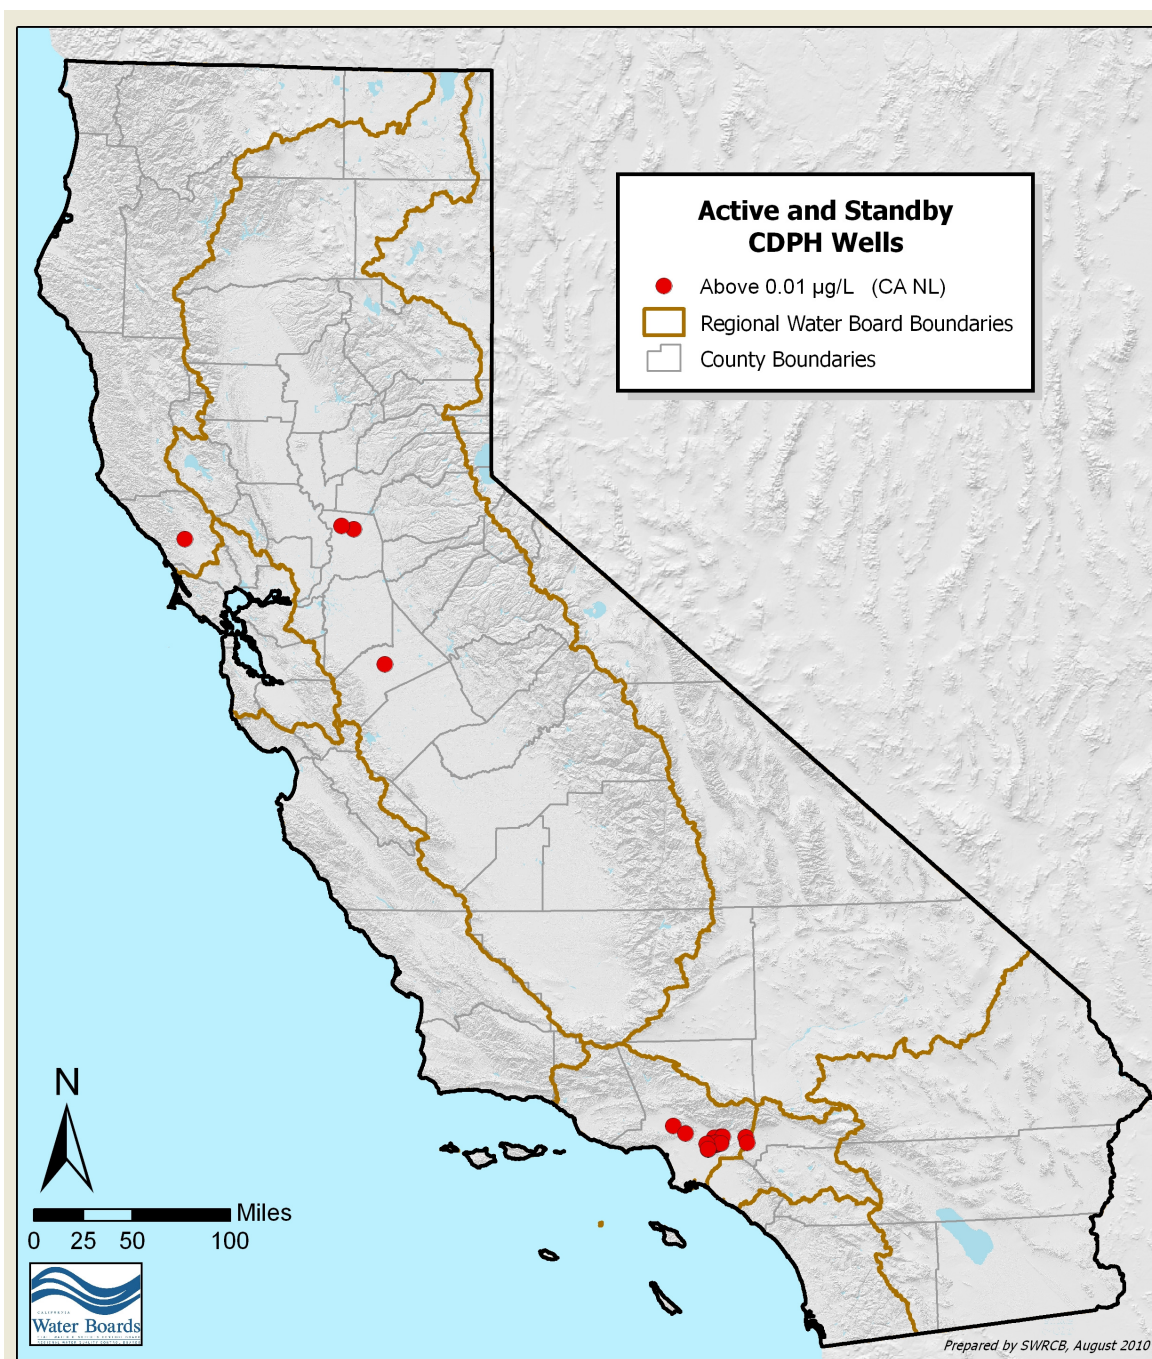 Active and Standby
CDPH Wells
Above 0.01 µg/L (CA NL)
Regional Water Board Boundaries
County Boundaries
N
Miles
0 25 50 100
CALIFORNIA
Water Boards
Prepared by SWRCB, August 2010